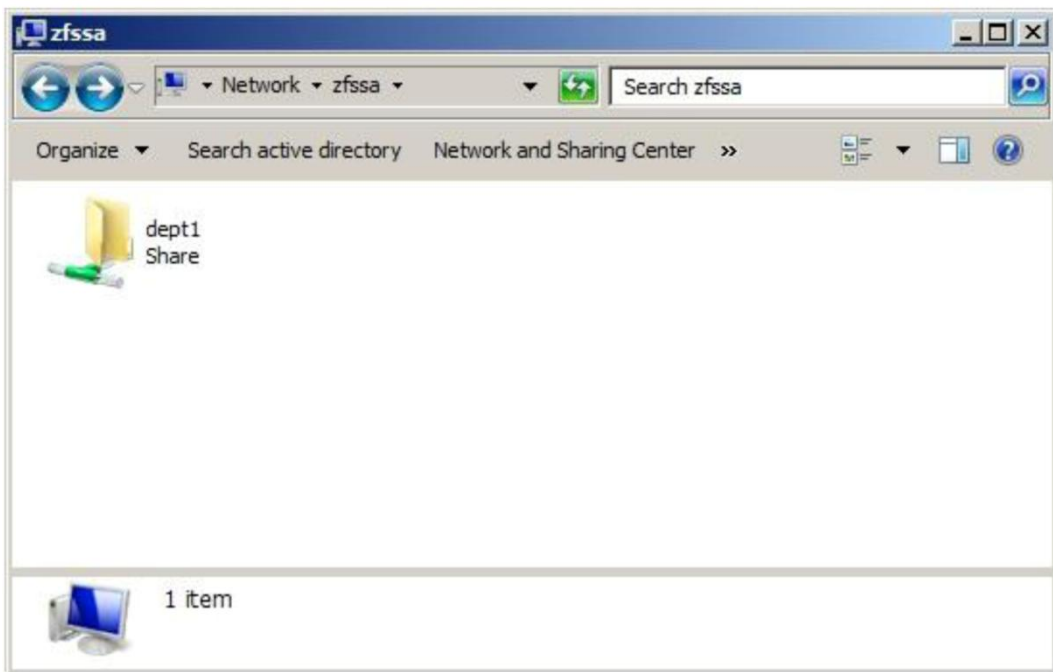 zfssa
Network zfssa Search zfssa
Organize Search active directory Network and Sharing Center »
dept1
Share
1 item